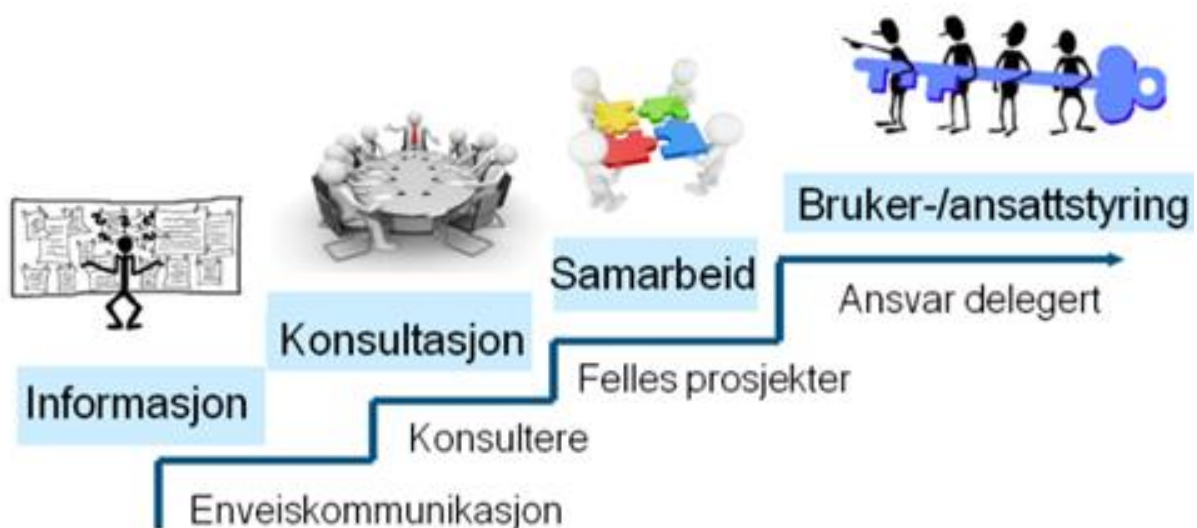 Bruker-/ansattstyring
Samarbeid
Ansvar delegert
Konsultasjon
Felles prosjekter
Informasjon
Konsultere
Enveiskommunikasjon